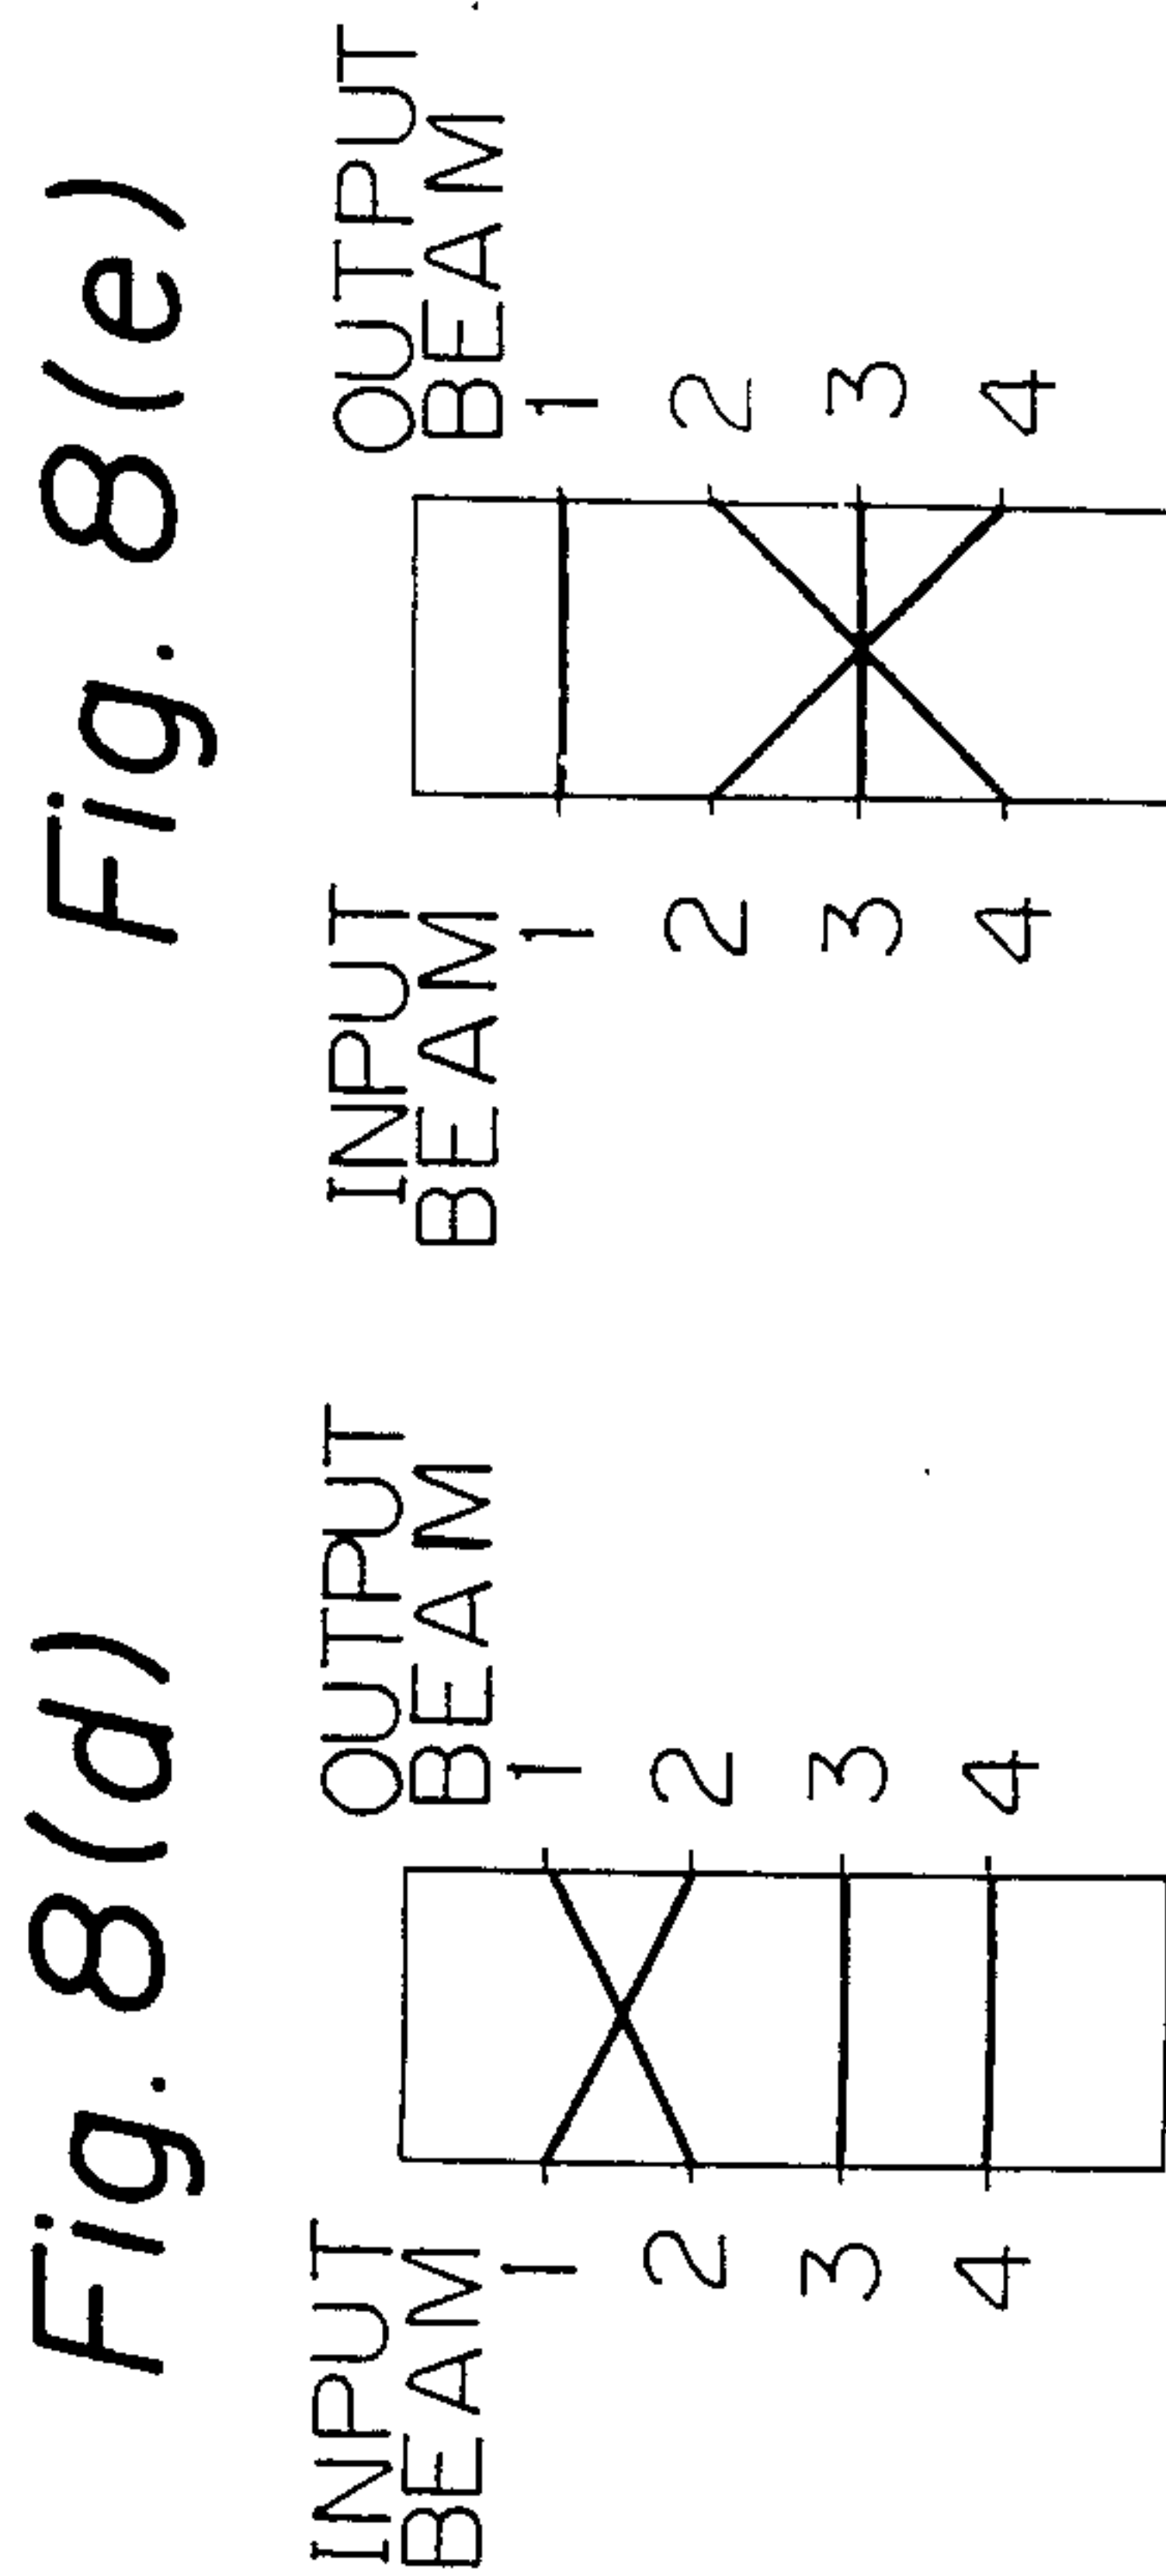 Fig. 8(d)
INPUT
BEAM
OUTPUT
BEAM
1 1
2 2
3 3
4 4
Fig. 8(e)
INPUT
BEAM
OUTPUT
BEAM
1 1
2 2
3 3
4 4